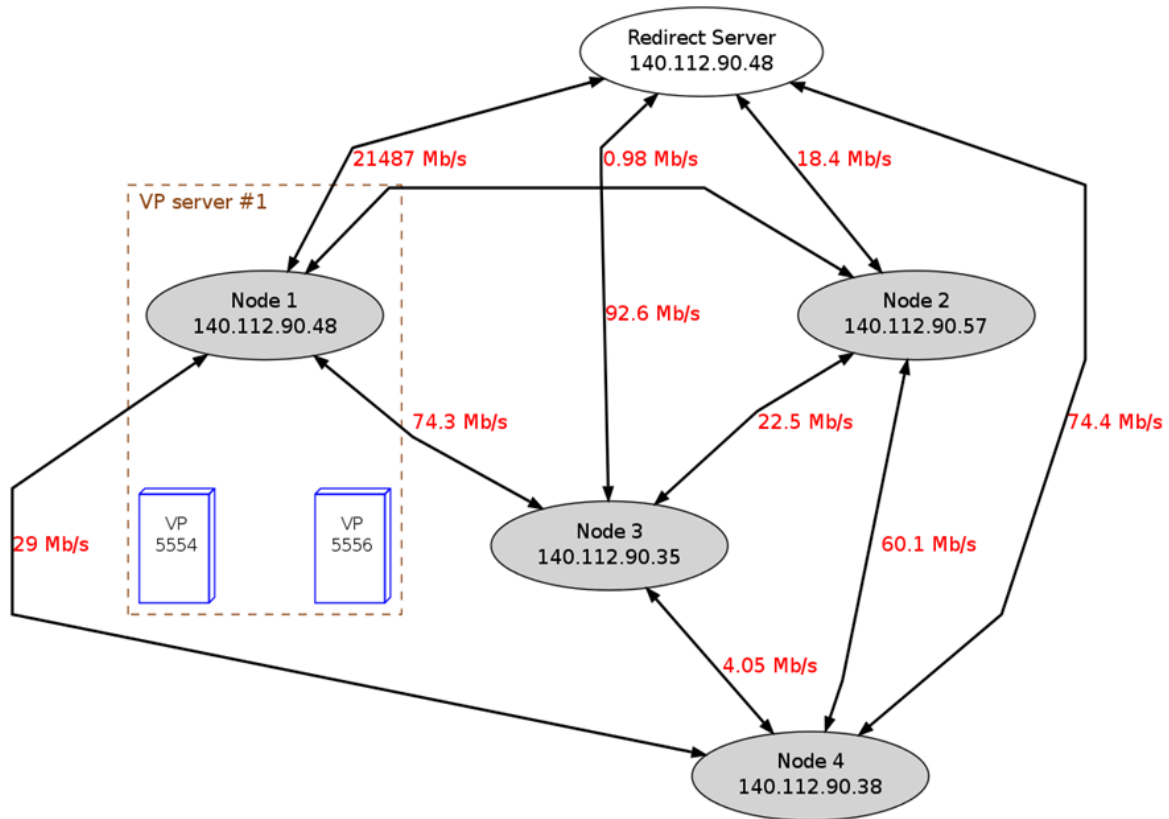 Redirect Server
140.112.90.48
21487 Mb/s
0.98 Mb/s
18.4 Mb/s
VP server #1
Node 1
140.112.90.48
92.6 Mb/s
Node 2
140.112.90.57
74.3 Mb/s
22.5 Mb/s
74.4 Mb/s
VP
5554
VP
5556
29 Mb/s
Node 3
140.112.90.35
60.1 Mb/s
4.05 Mb/s
Node 4
140.112.90.38